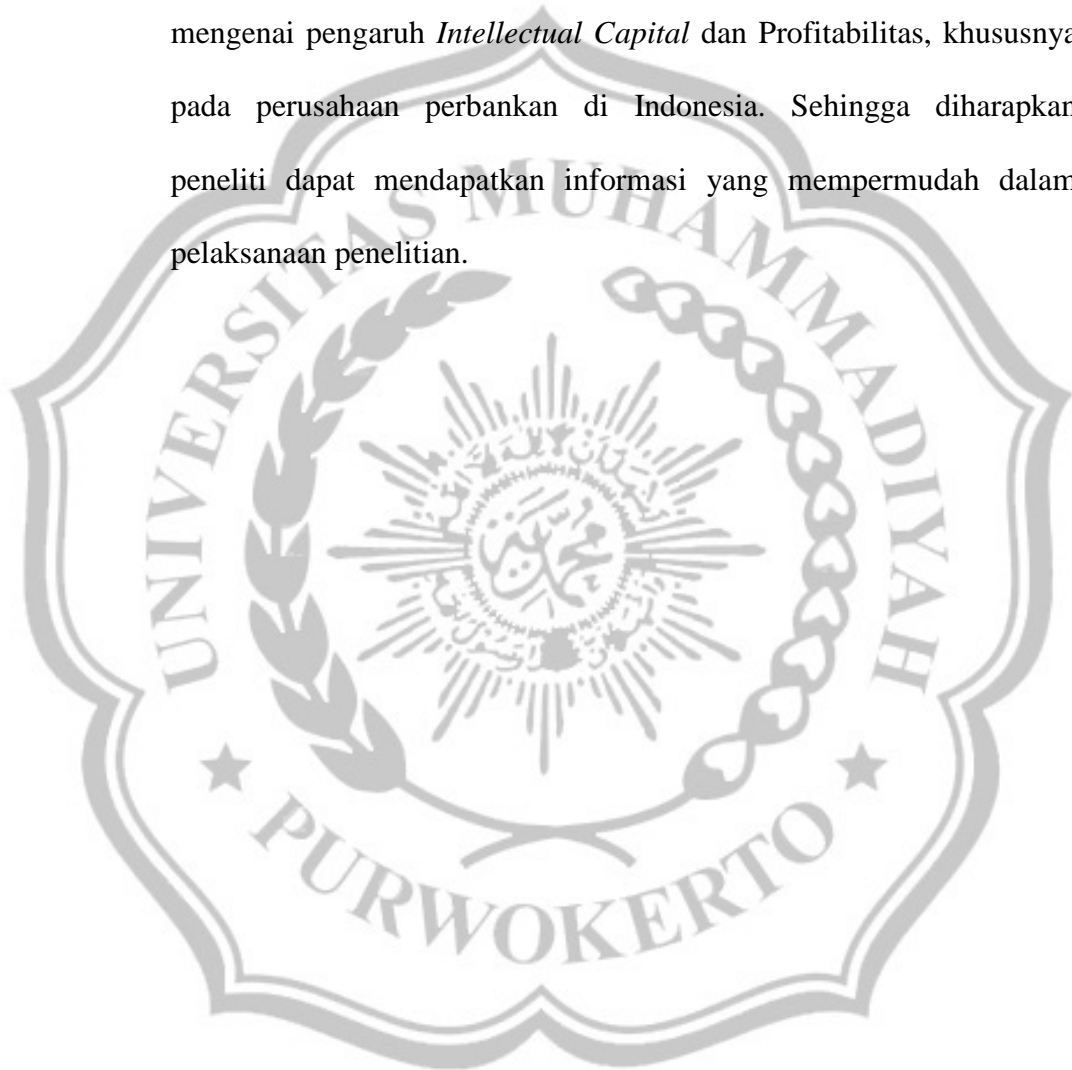 mengenai pengaruh Intellectual Capital dan Profitabilitas, khususnya
pada perusahaan perbankan di Indonesia. Sehingga diharapkan
peneliti dapat mendapatkan informasi yang mempermudah dalam
pelaksanaan penelitian.
UNIVERSITAS MUHAMMADIYAH
PURWOKERTO